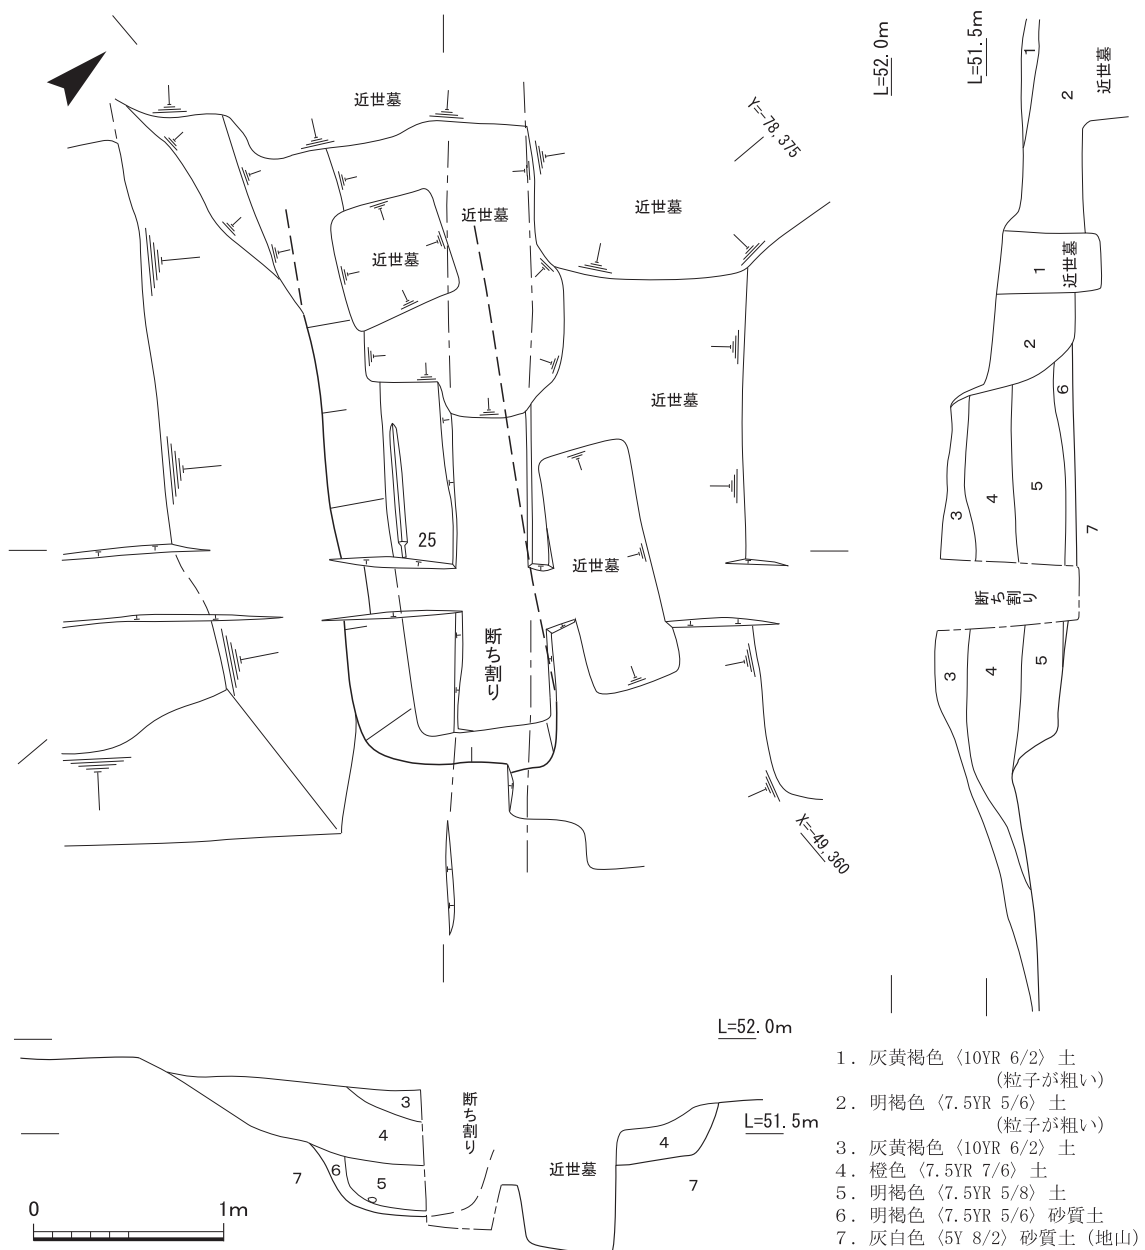 L=52.0m
L=51.5m
近世墓
近世墓
Y=-78,375
近世墓
近世墓
近世墓
近世墓
近世墓
25
断ち割り
X=-49,360
1
2
近世墓
1
2
6
3
4
5
7
断ち割り
3
4
5
L=52.0m
L=51.5m
3
4
断ち割り
7
6
5
近世墓
4
7
0 1m
1. 灰黄褐色〈10YR 6/2〉土
(粒子が粗い)
2. 明褐色〈7.5YR 5/6〉土
(粒子が粗い)
3. 灰黄褐色〈10YR 6/2〉土
4. 橙色〈7.5YR 7/6〉土
5. 明褐色〈7.5YR 5/8〉土
6. 明褐色〈7.5YR 5/6〉砂質土
7. 灰白色〈5Y 8/2〉砂質土(地山)